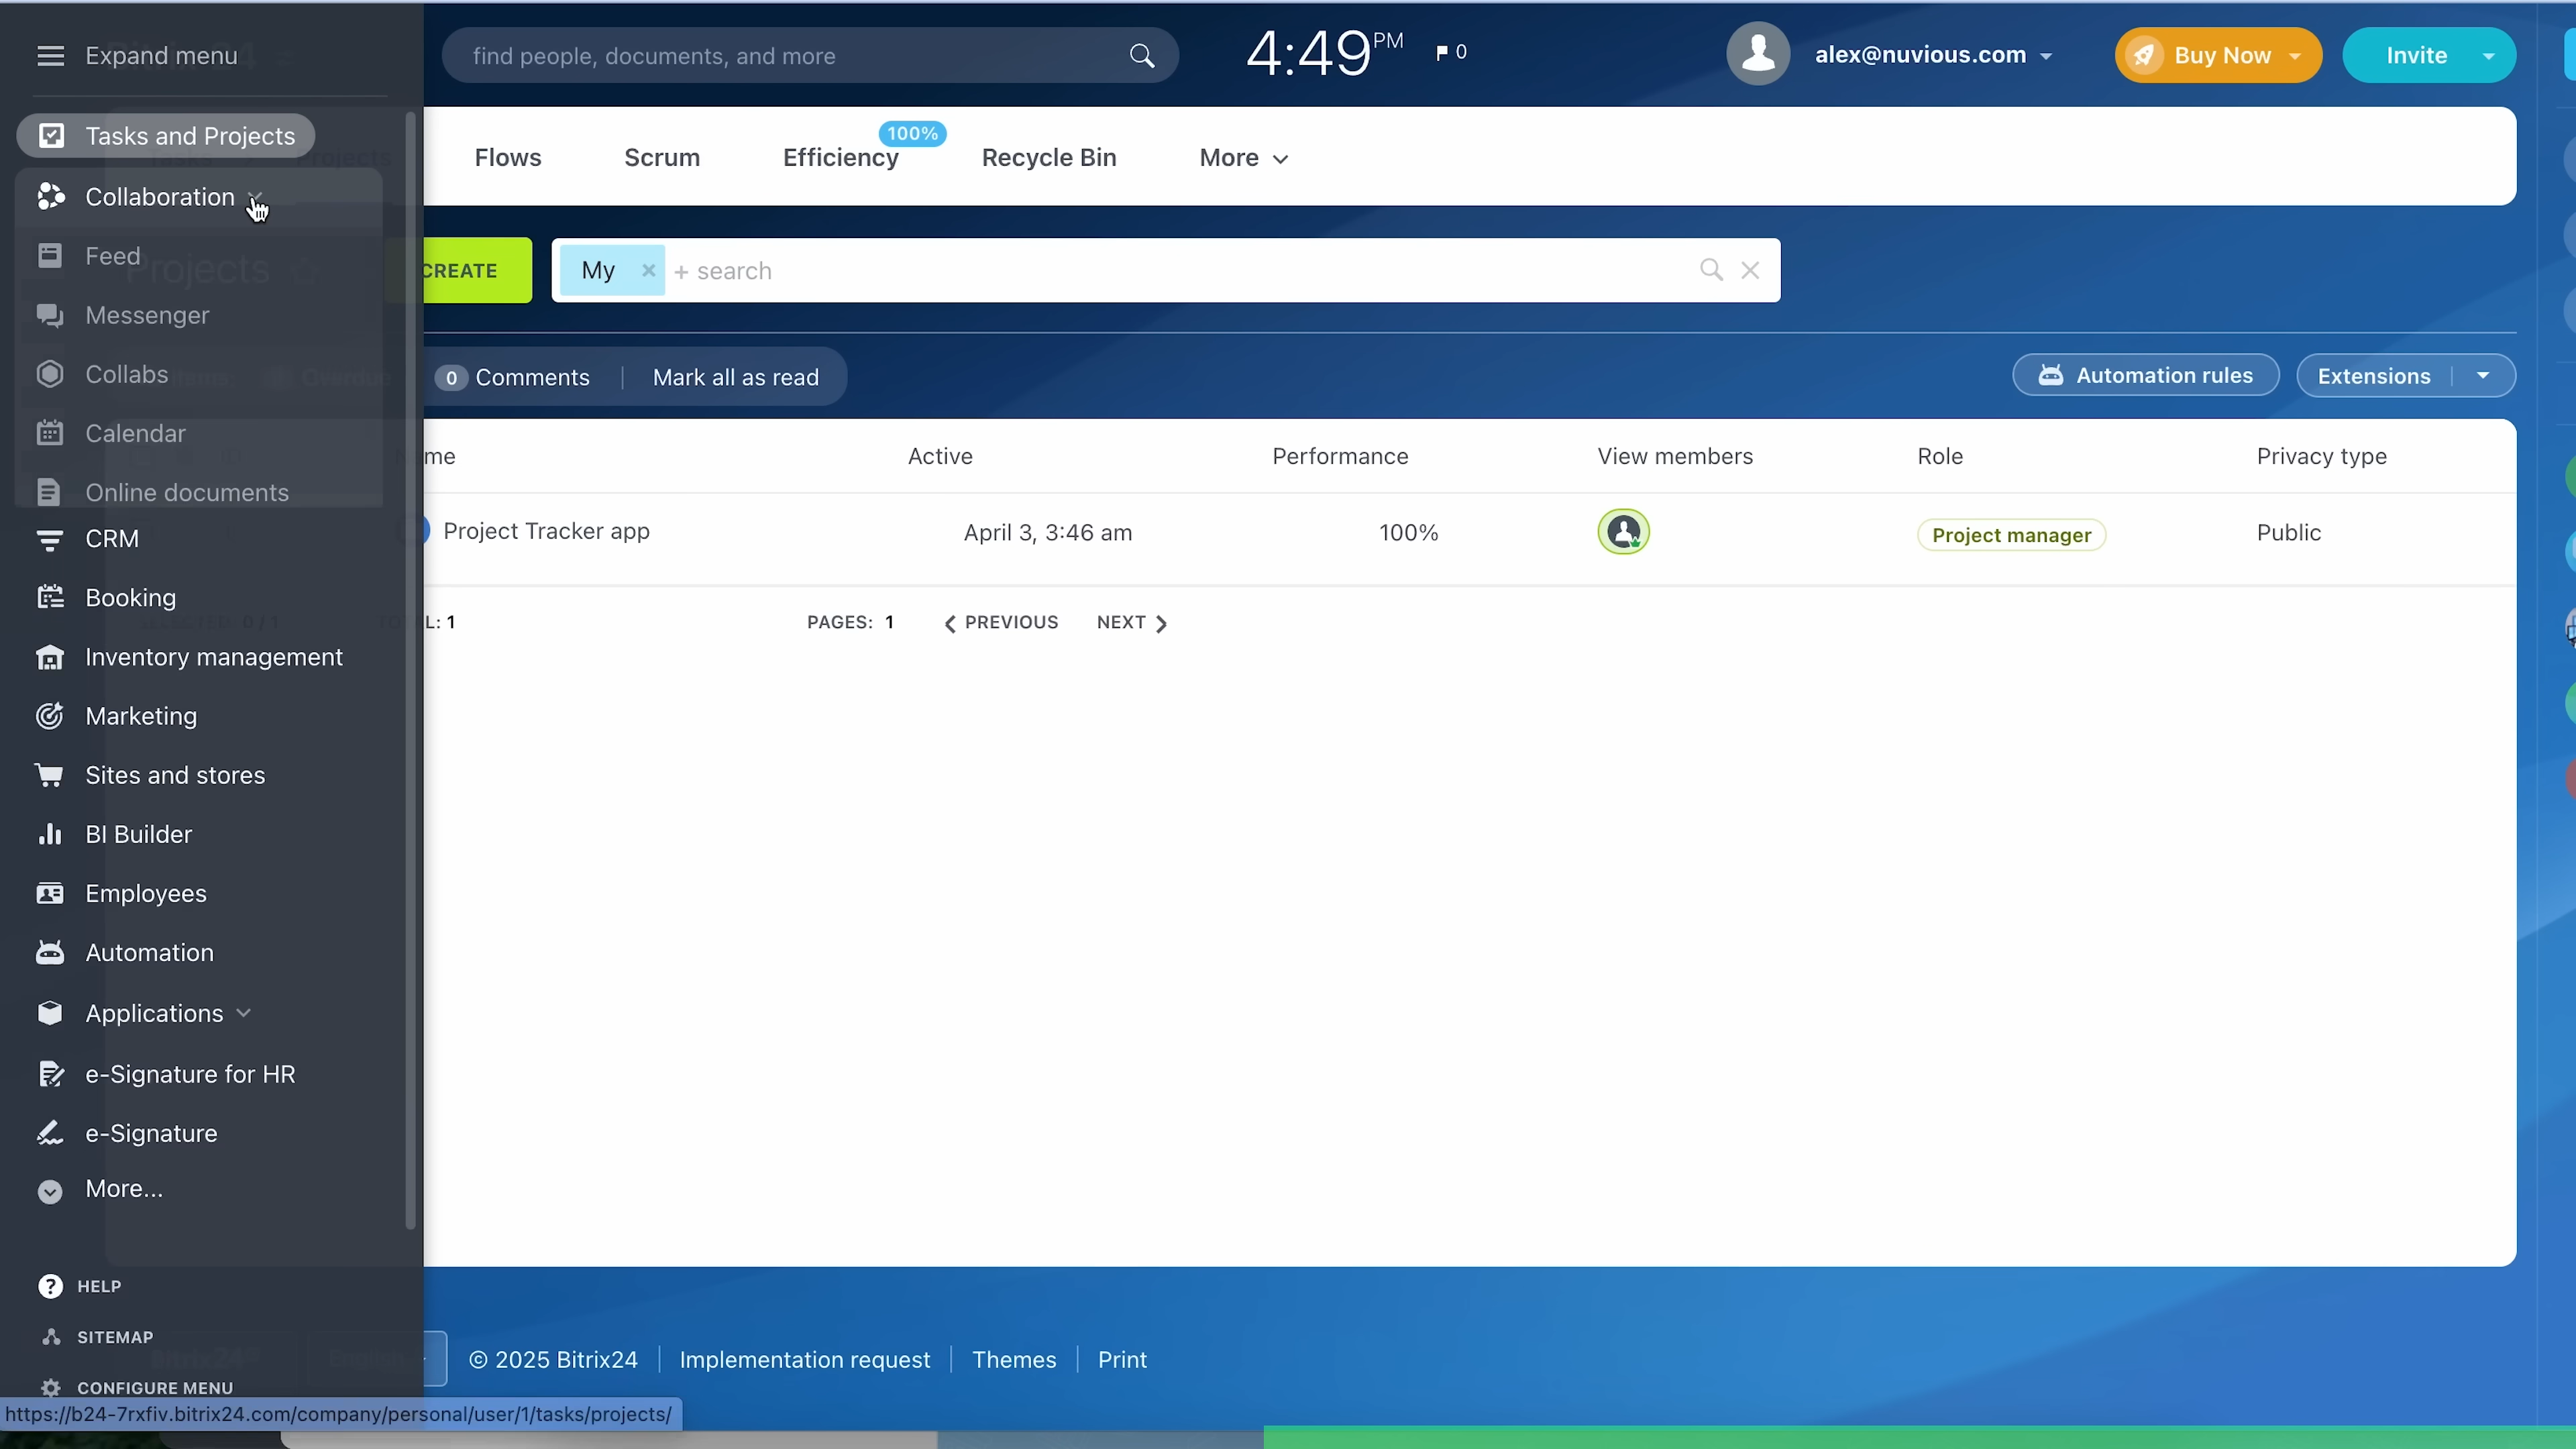 Expand menu
find people, documents, and more
4:49 PM
0
alex@nuvious.com
Buy Now
Invite
Tasks and Projects
Flows
Scrum
Efficiency
100%
Recycle Bin
More
Collaboration
Feed
Projects
CREATE
My
+ search
Messenger
Collabs
0 Comments
Mark all as read
Automation rules
Extensions
Calendar
Online documents
Active
Performance
View members
Role
Privacy type
Project Tracker app
April 3, 3:46 am
100%
Project manager
Public
CRM
Booking
L: 1
PAGES: 1
PREVIOUS
NEXT
Inventory management
Marketing
Sites and stores
BI Builder
Employees
Automation
Applications
e-Signature for HR
e-Signature
More...
HELP
SITEMAP
CONFIGURE MENU
© 2025 Bitrix24
Implementation request
Themes
Print
https://b24-7rxfiv.bitrix24.com/company/personal/user/1/tasks/projects/